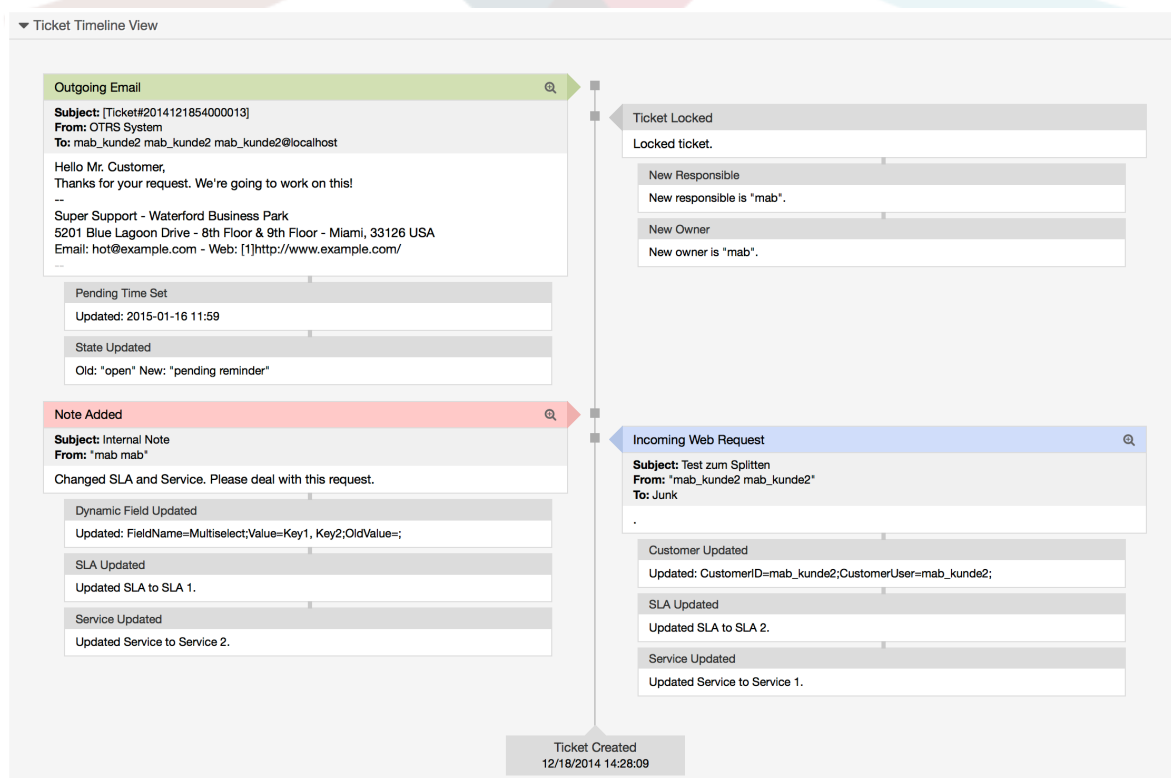 Ticket Timeline View
Outgoing Email
Subject: [Ticket#2014121854000013]
From: OTRS System
To: mab_kunde2 mab_kunde2 mab_kunde2@localhost
Hello Mr. Customer,
Thanks for your request. We're going to work on this!
--
Super Support - Waterford Business Park
5201 Blue Lagoon Drive - 8th Floor & 9th Floor - Miami, 33126 USA
Email: hot@example.com - Web: [1]http://www.example.com/
--
Pending Time Set
Updated: 2015-01-16 11:59
State Updated
Old: "open" New: "pending reminder"
Ticket Locked
Locked ticket.
New Responsible
New responsible is "mab".
New Owner
New owner is "mab".
Note Added
Subject: Internal Note
From: "mab mab"
Changed SLA and Service. Please deal with this request.
Dynamic Field Updated
Updated: FieldName=Multiselect;Value=Key1, Key2;OldValue=;
SLA Updated
Updated SLA to SLA 1.
Service Updated
Updated Service to Service 2.
Incoming Web Request
Subject: Test zum Splitten
From: "mab_kunde2 mab_kunde2"
To: Junk
.
Customer Updated
Updated: CustomerID=mab_kunde2;CustomerUser=mab_kunde2;
SLA Updated
Updated SLA to SLA 2.
Service Updated
Updated Service to Service 1.
Ticket Created
12/18/2014 14:28:09